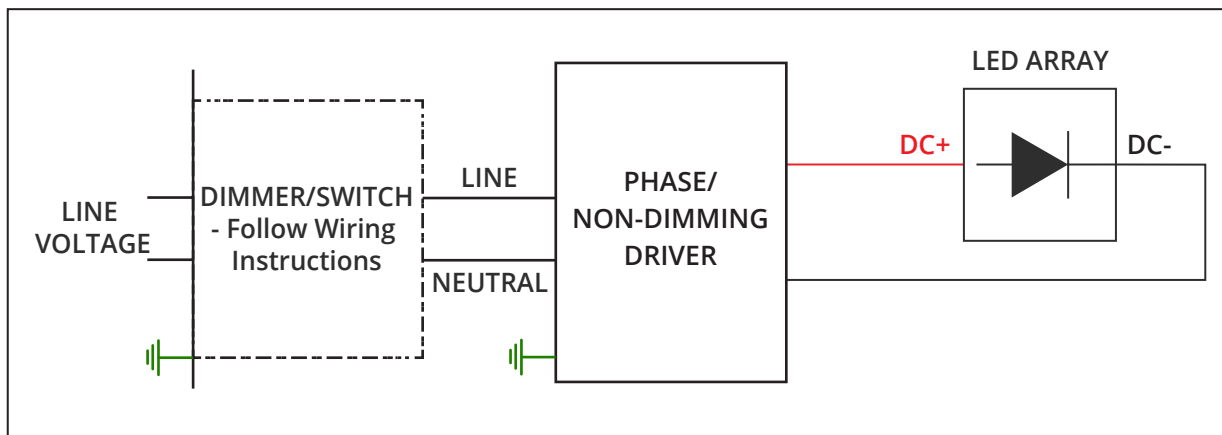 LED ARRAY
DC+
DC-
LINE
VOLTAGE
DIMMER/SWITCH
- Follow Wiring
Instructions
LINE
NEUTRAL
PHASE/
NON-DIMMING
DRIVER